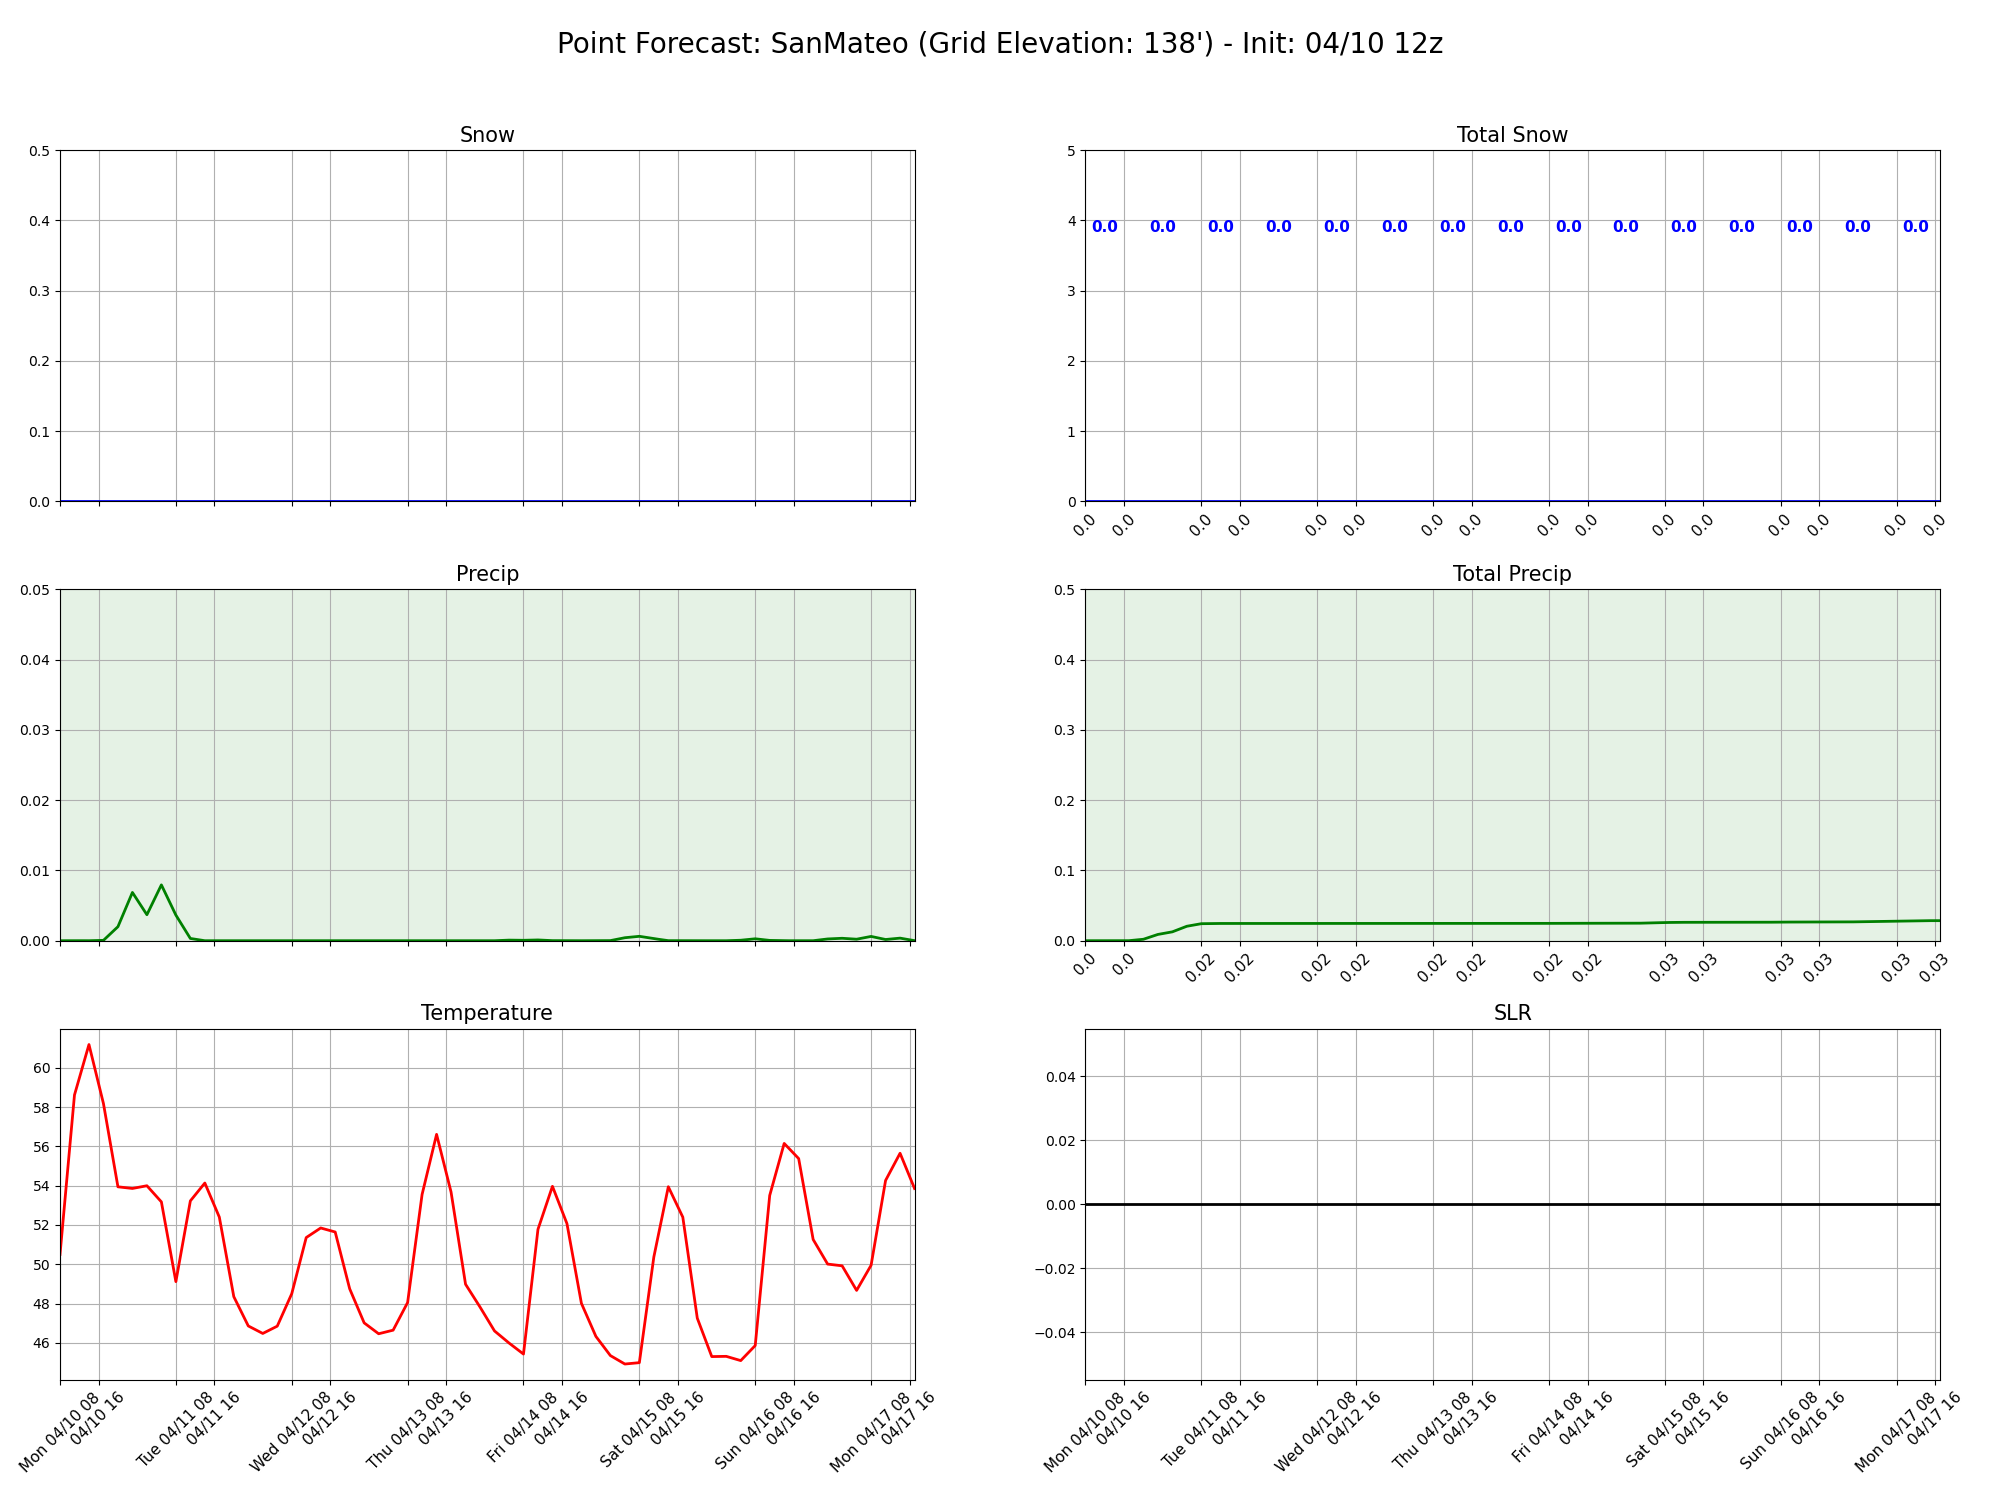 Point Forecast: SanMateo (Grid Elevation: 138') - Init: 04/10 12z
Snow
0.5
0.4
0.3
0.2
0.1
0.0
Total Snow
5
4
3
2
1
0
0.0 0.0 0.0 0.0 0.0 0.0 0.0 0.0 0.0 0.0 0.0 0.0 0.0 0.0 0.0
0.0 0.0 0.0 0.0 0.0 0.0 0.0 0.0 0.0 0.0 0.0 0.0 0.0 0.0 0.0 0.0
Precip
0.05
0.04
0.03
0.02
0.01
0.00
Total Precip
0.5
0.4
0.3
0.2
0.1
0.0
0.0 0.0 0.02 0.02 0.02 0.02 0.02 0.02 0.02 0.02 0.03 0.03 0.03 0.03 0.03 0.03
Temperature
60
58
56
54
52
50
48
46
Mon 04/10 08
04/10 16
Tue 04/11 08
04/11 16
Wed 04/12 08
04/12 16
Thu 04/13 08
04/13 16
Fri 04/14 08
04/14 16
Sat 04/15 08
04/15 16
Sun 04/16 08
04/16 16
Mon 04/17 08
04/17 16
SLR
0.04
0.02
0.00
−0.02
−0.04
Mon 04/10 08
04/10 16
Tue 04/11 08
04/11 16
Wed 04/12 08
04/12 16
Thu 04/13 08
04/13 16
Fri 04/14 08
04/14 16
Sat 04/15 08
04/15 16
Sun 04/16 08
04/16 16
Mon 04/17 08
04/17 16